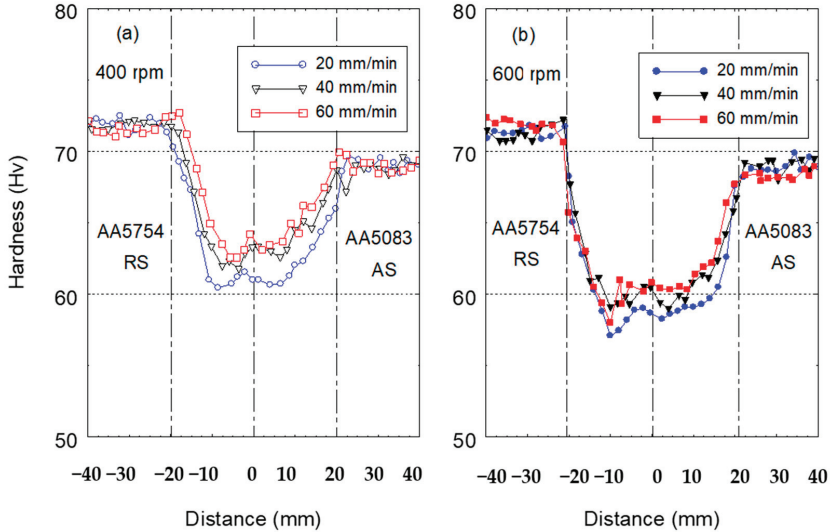 Hardness (Hv)
80
70
60
50
(a)
400 rpm
20 mm/min
40 mm/min
60 mm/min
AA5754
RS
AA5083
AS
−40 −30 −20 −10 0 10 20 30 40
Distance (mm)
80
70
60
50
(b)
600 rpm
20 mm/min
40 mm/min
60 mm/min
AA5754
RS
AA5083
AS
−40 −30 −20 −10 0 10 20 30 40
Distance (mm)